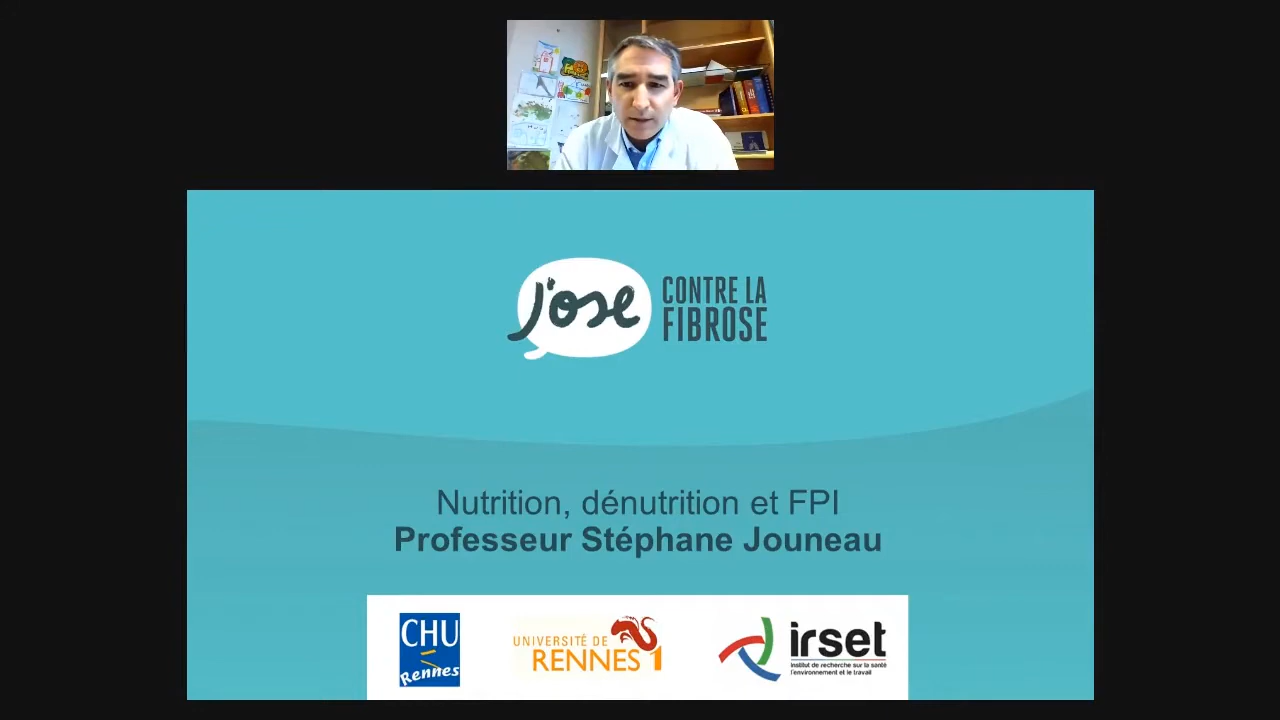 j'ose
CONTRE LA
FIBROSE
Nutrition, dénutrition et FPI
Professeur Stéphane Jouneau
CHU
Rennes
UNIVERSITÉ DE
RENNES 1
irset
Institut de recherche sur la santé
l'environnement et le travail